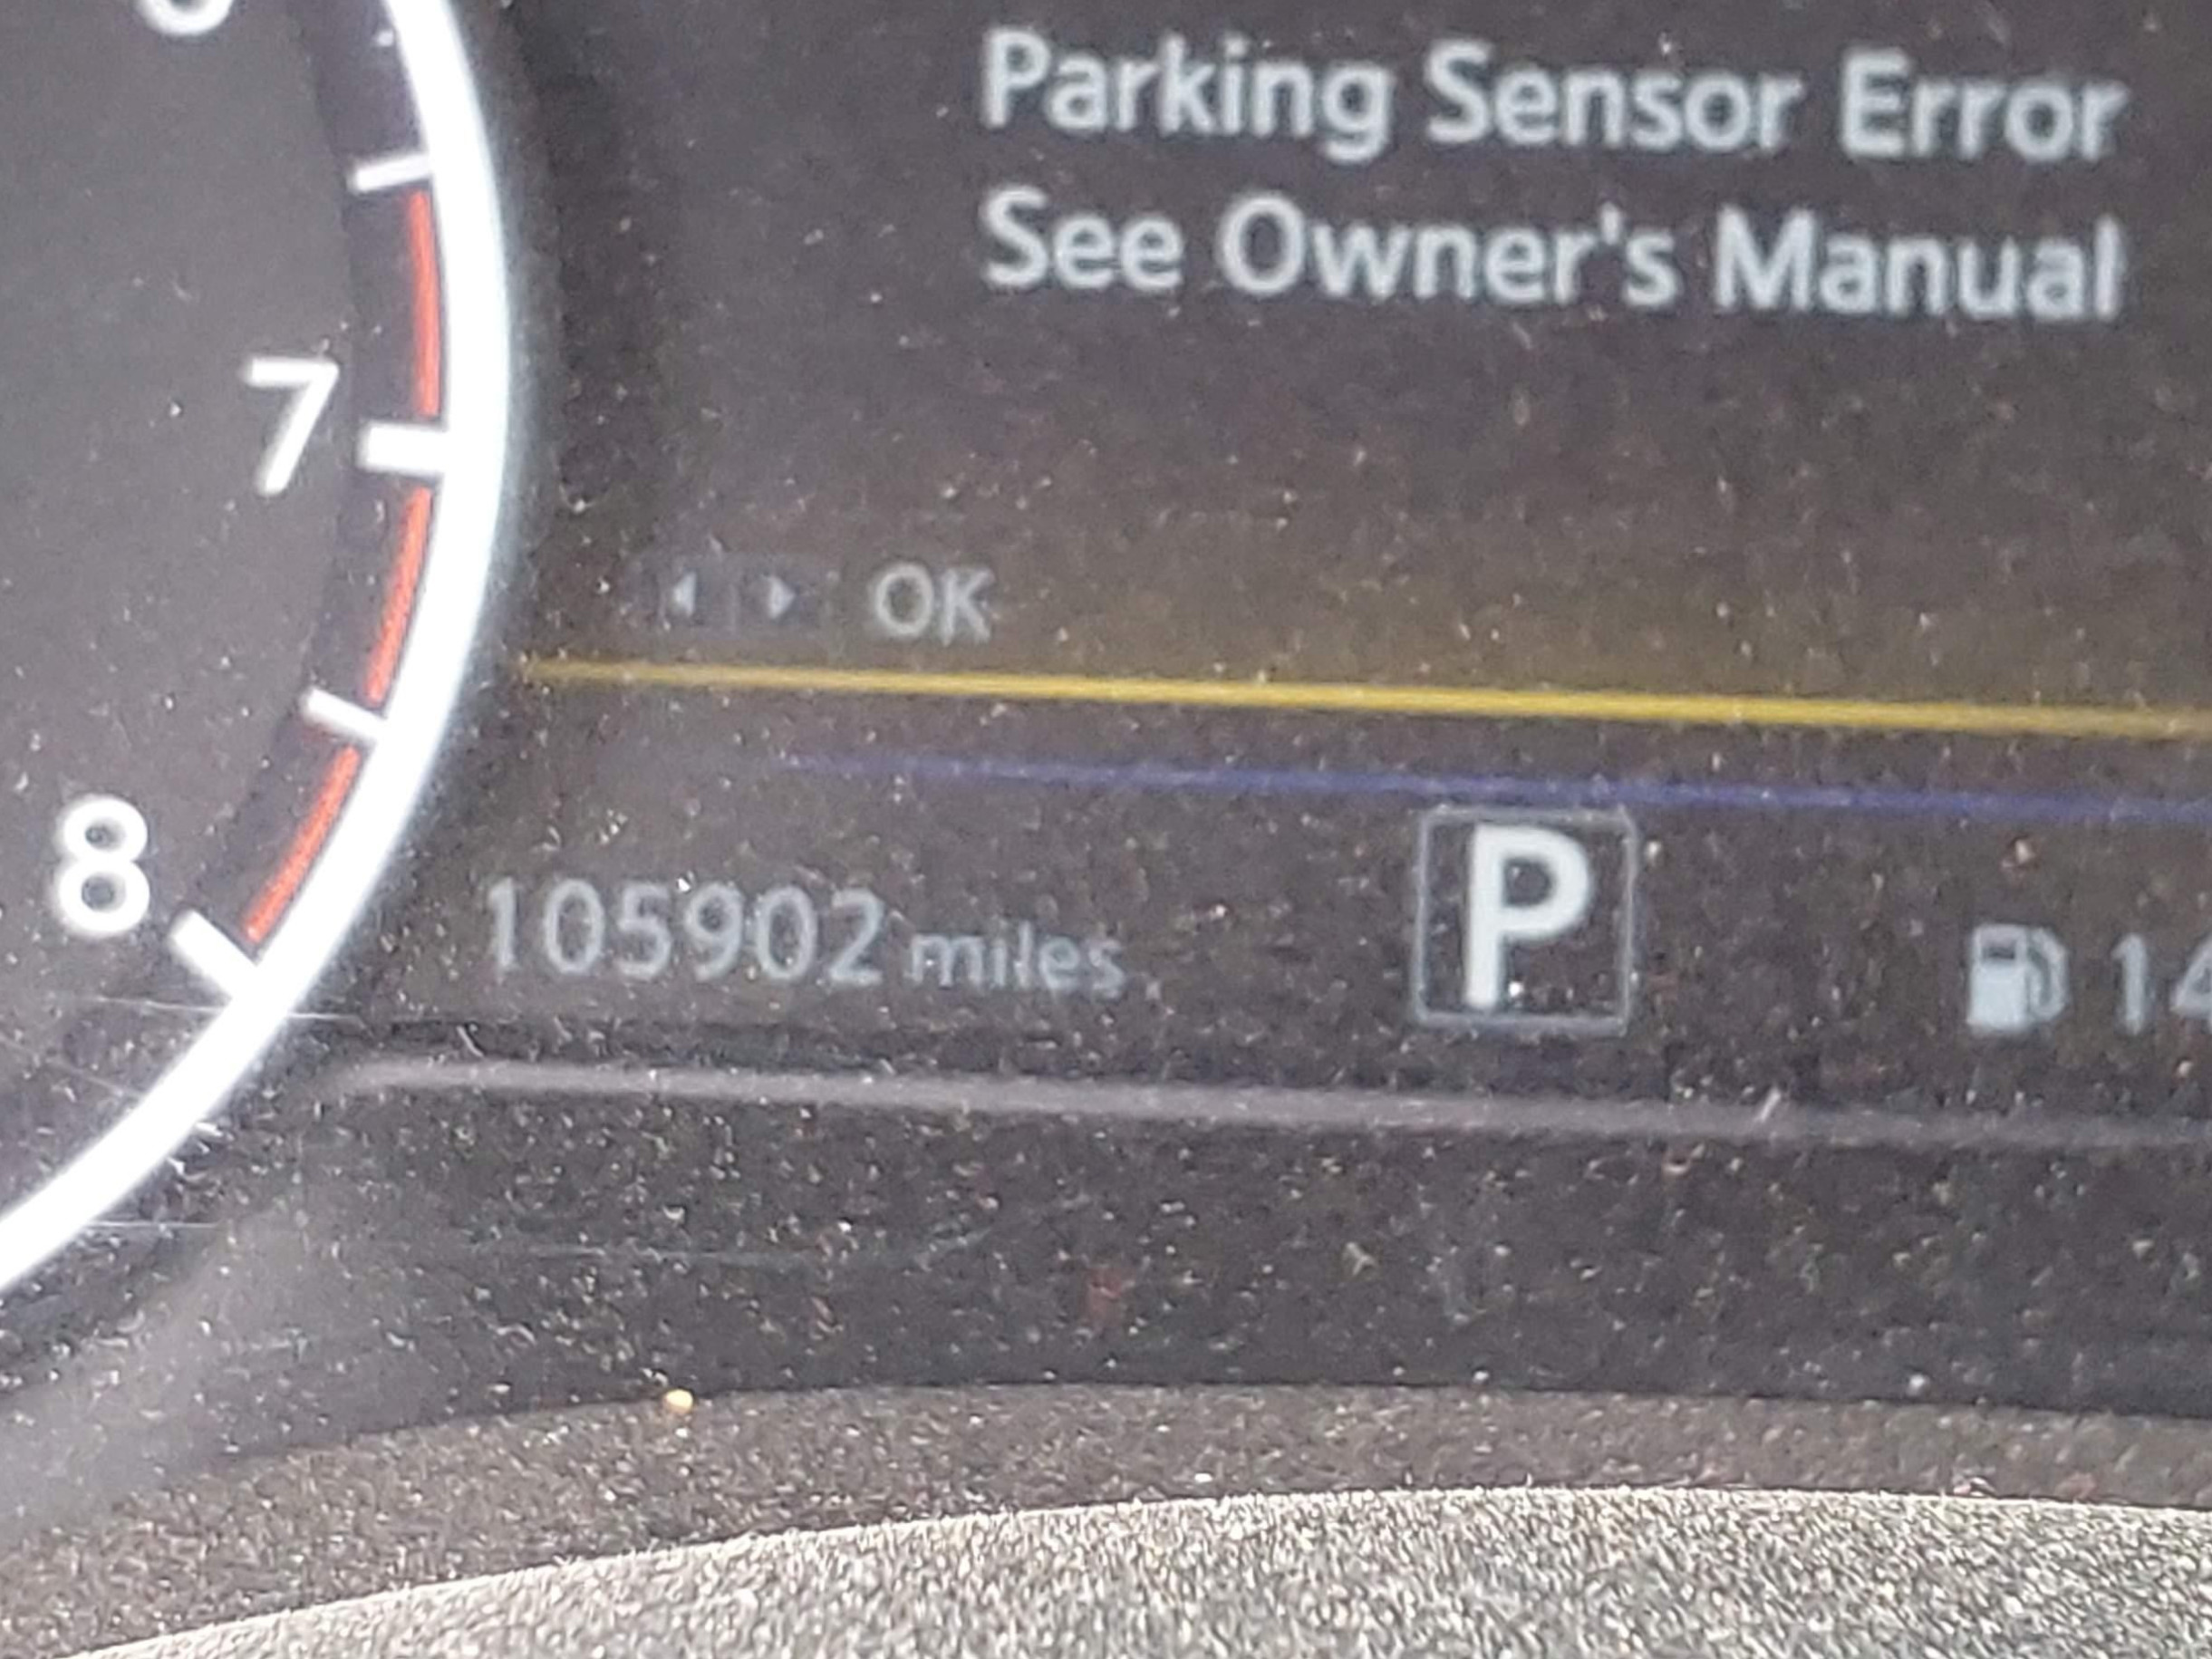 Parking Sensor Error
See Owner's Manual
7
OK
8
105902 miles
P